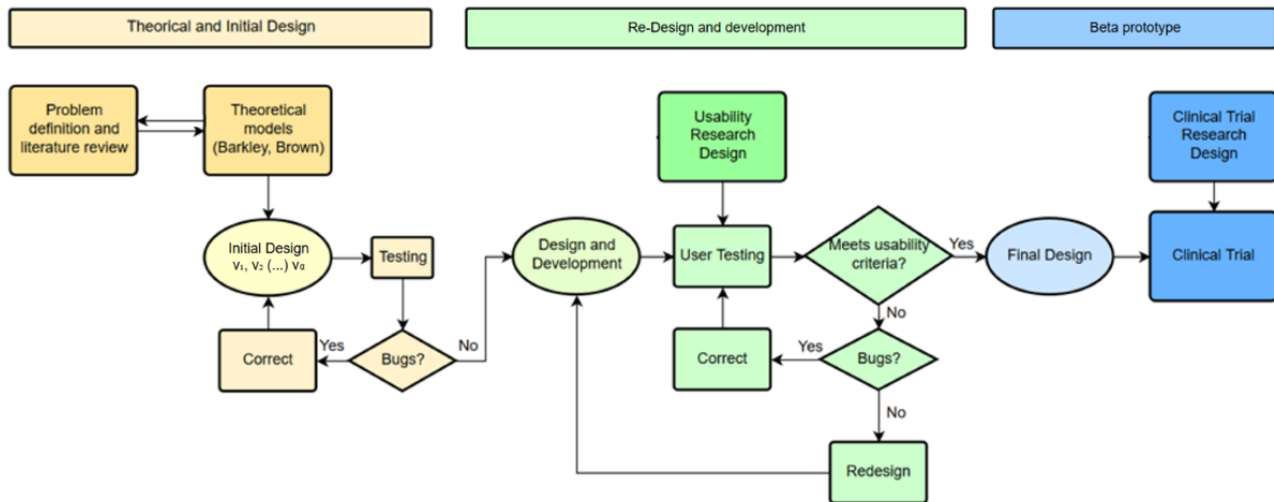 Theorical and Initial Design
Re-Design and development
Beta prototype
Problem
definition and
literature review
Theoretical
models
(Barkley, Brown)
Usability
Research
Design
Clinical Trial
Research
Design
Initial Design
v₁, v₂ (...) vα
Testing
Design and
Development
User Testing
Meets usability
criteria?
Yes
Final Design
Clinical Trial
No
Correct
Yes
Bugs?
No
Correct
Yes
Bugs?
No
Redesign